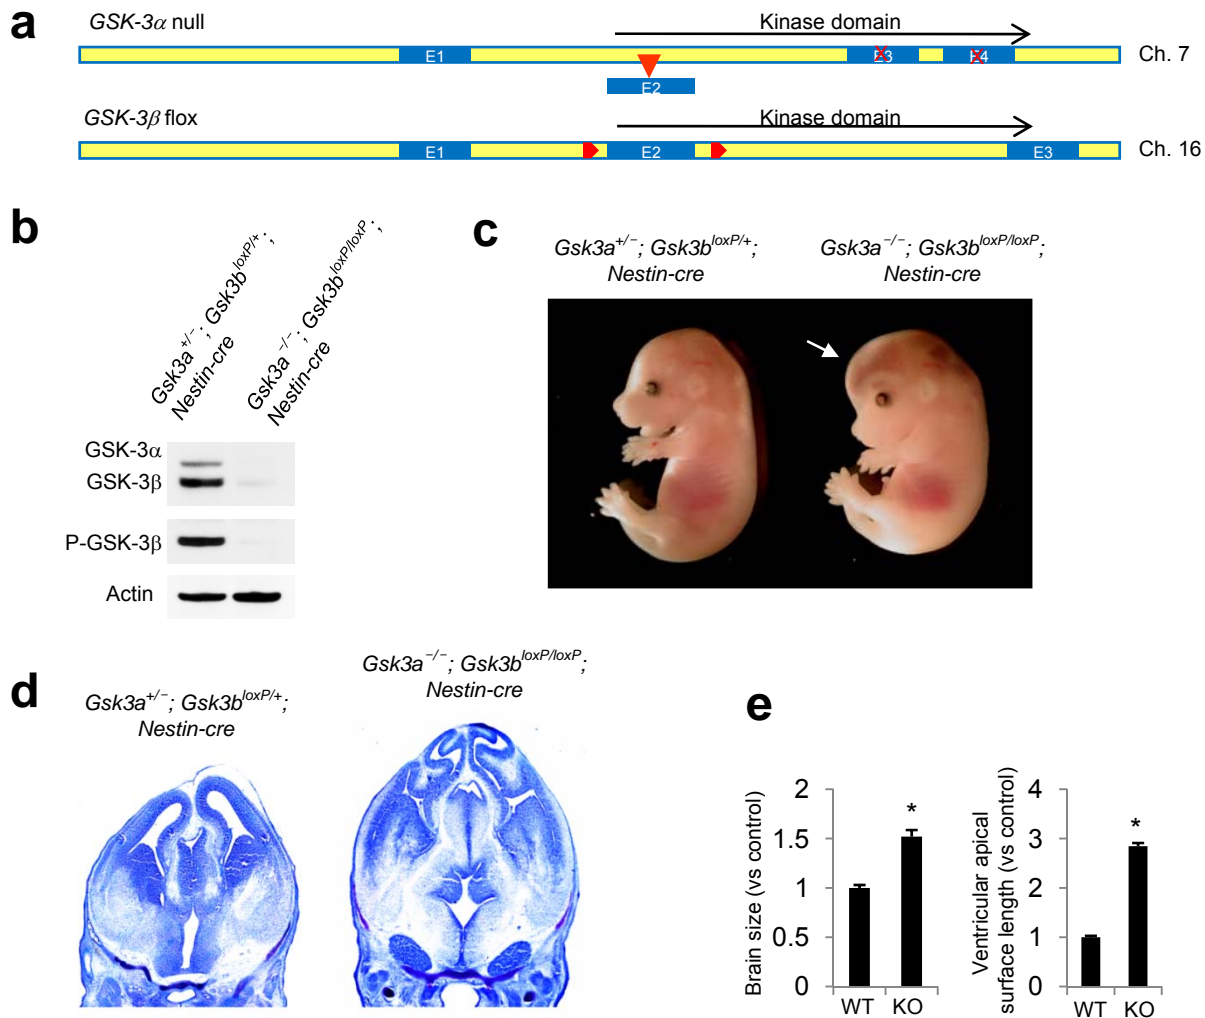 a
GSK-3α null
Kinase domain
E1
E3
E4
Ch. 7
E2
GSK-3β flox
Kinase domain
E1
E2
E3
Ch. 16
b
Gsk3a+/−; Gsk3bloxP/+;
Nestin-cre
Gsk3a−/−; Gsk3bloxP/loxP;
Nestin-cre
GSK-3α
GSK-3β
P-GSK-3β
Actin
c
Gsk3a+/−; Gsk3bloxP/+;
Nestin-cre
Gsk3a−/−; Gsk3bloxP/loxP;
Nestin-cre
d
Gsk3a+/−; Gsk3bloxP/+;
Nestin-cre
Gsk3a−/−; Gsk3bloxP/loxP;
Nestin-cre
e
Brain size (vs control)
2
1.5
1
0.5
0
*
WT
KO
Ventricular apical
surface length (vs control)
4
3
2
1
0
*
WT
KO